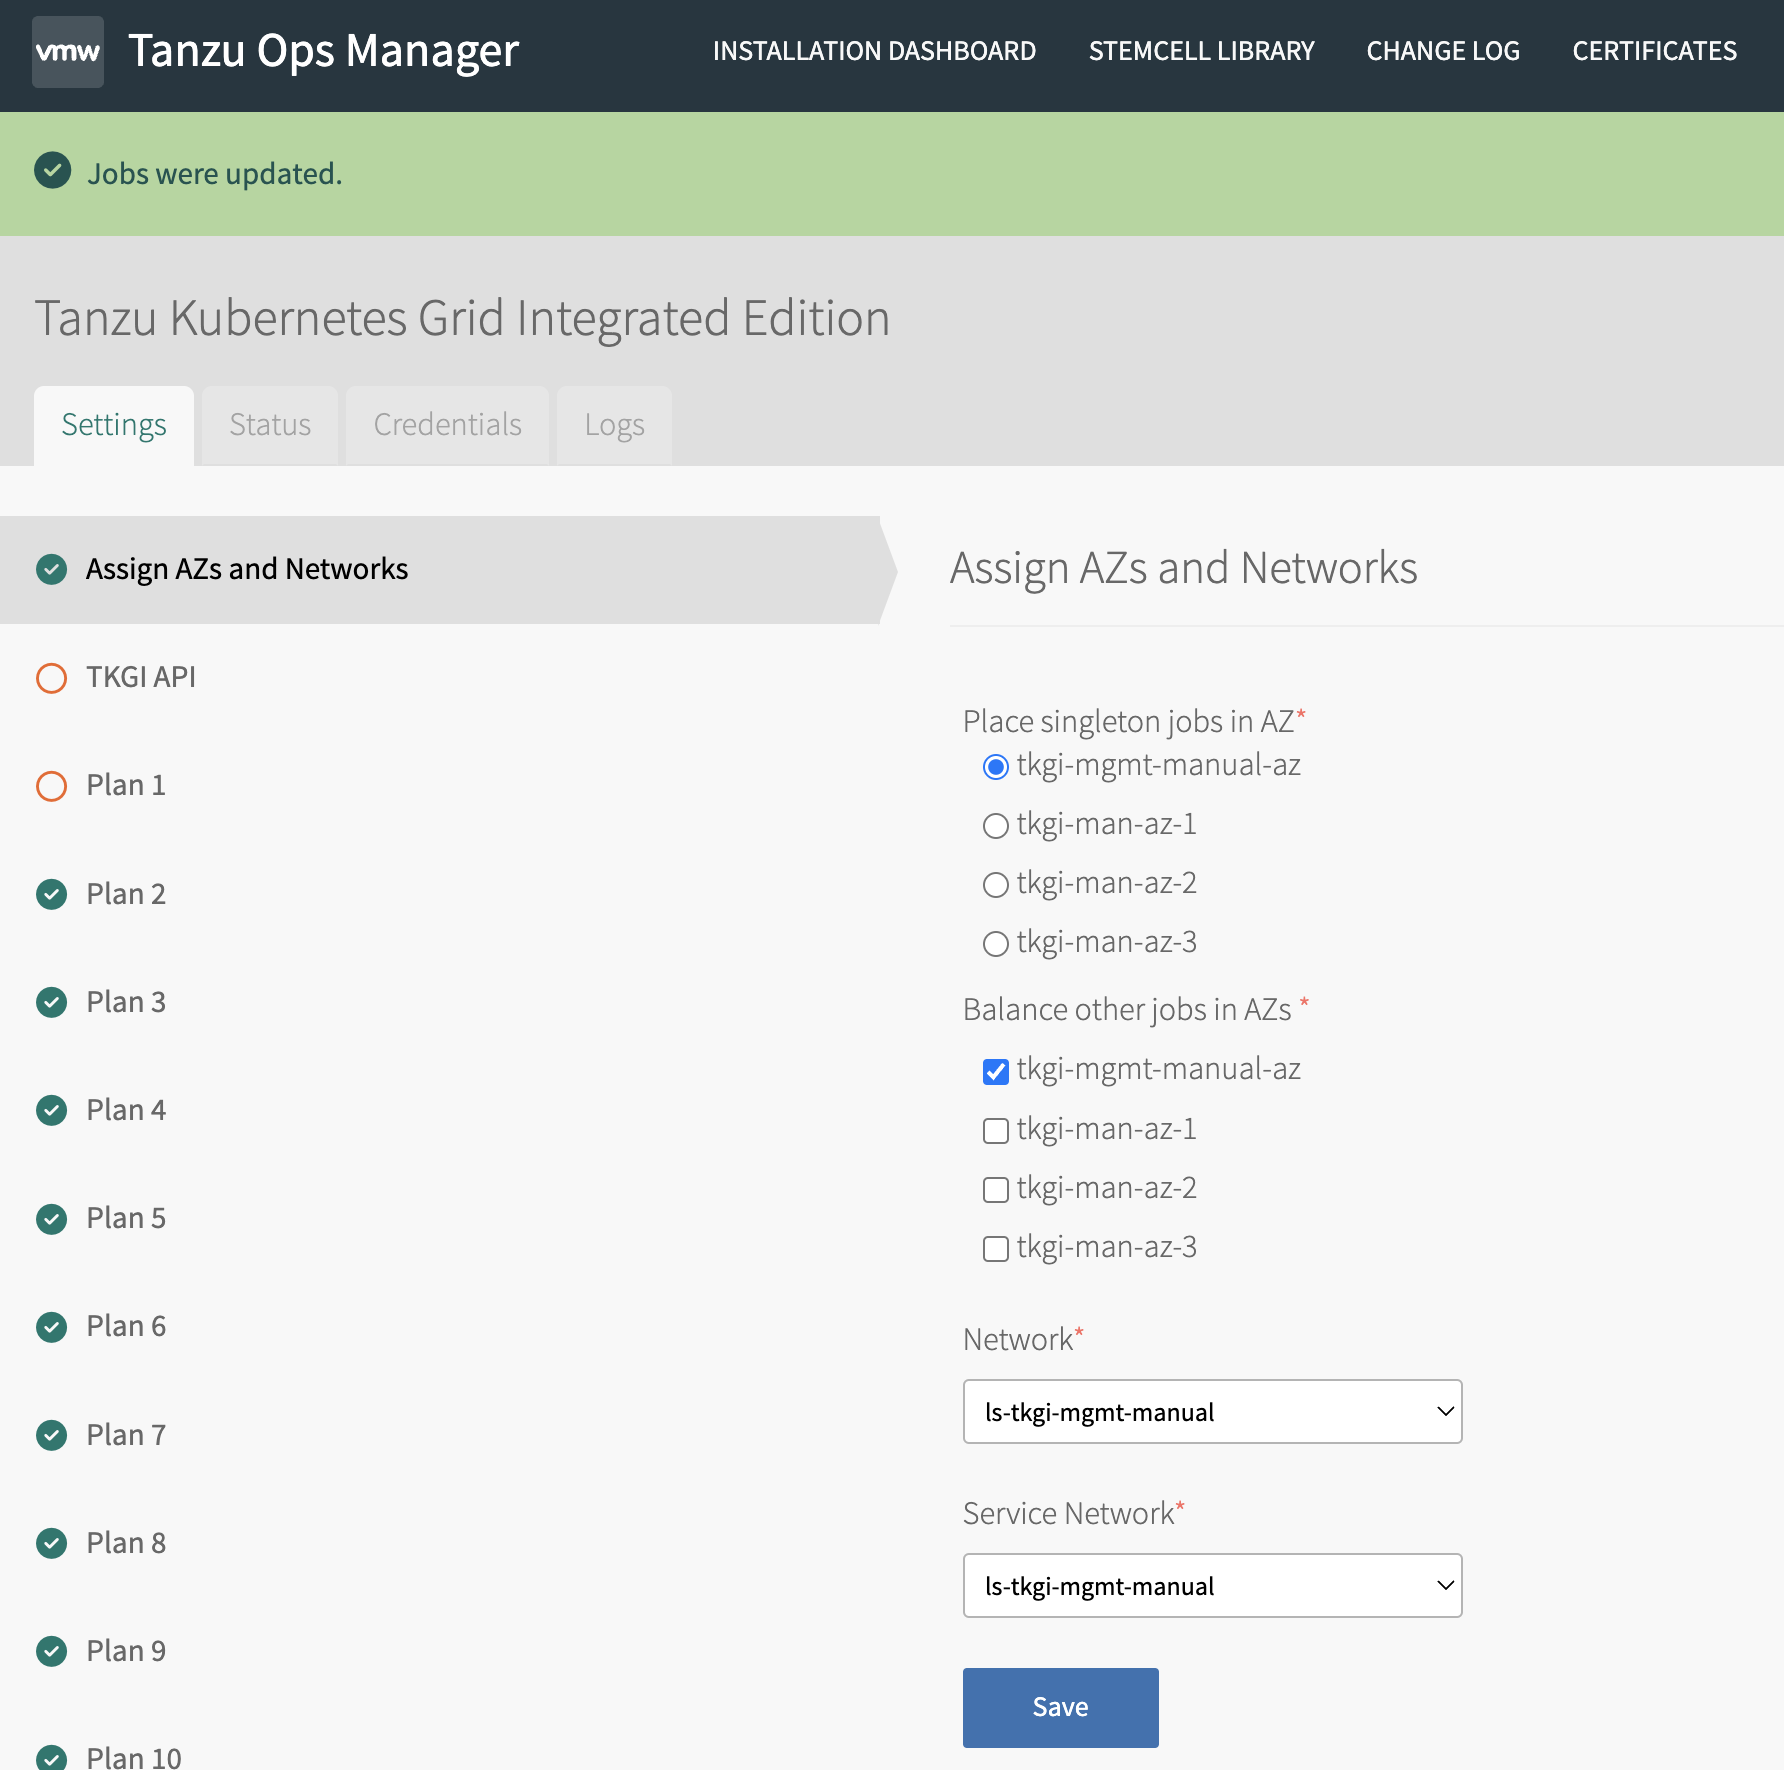 vmw Tanzu Ops Manager INSTALLATION DASHBOARD STEMCELL LIBRARY CHANGE LOG CERTIFICATES
Jobs were updated.
Tanzu Kubernetes Grid Integrated Edition
Settings Status Credentials Logs
Assign AZs and Networks
TKGI API
Plan 1
Plan 2
Plan 3
Plan 4
Plan 5
Plan 6
Plan 7
Plan 8
Plan 9
Plan 10
Assign AZs and Networks
Place singleton jobs in AZ*
tkgi-mgmt-manual-az
tkgi-man-az-1
tkgi-man-az-2
tkgi-man-az-3
Balance other jobs in AZs *
tkgi-mgmt-manual-az
tkgi-man-az-1
tkgi-man-az-2
tkgi-man-az-3
Network*
ls-tkgi-mgmt-manual
Service Network*
ls-tkgi-mgmt-manual
Save